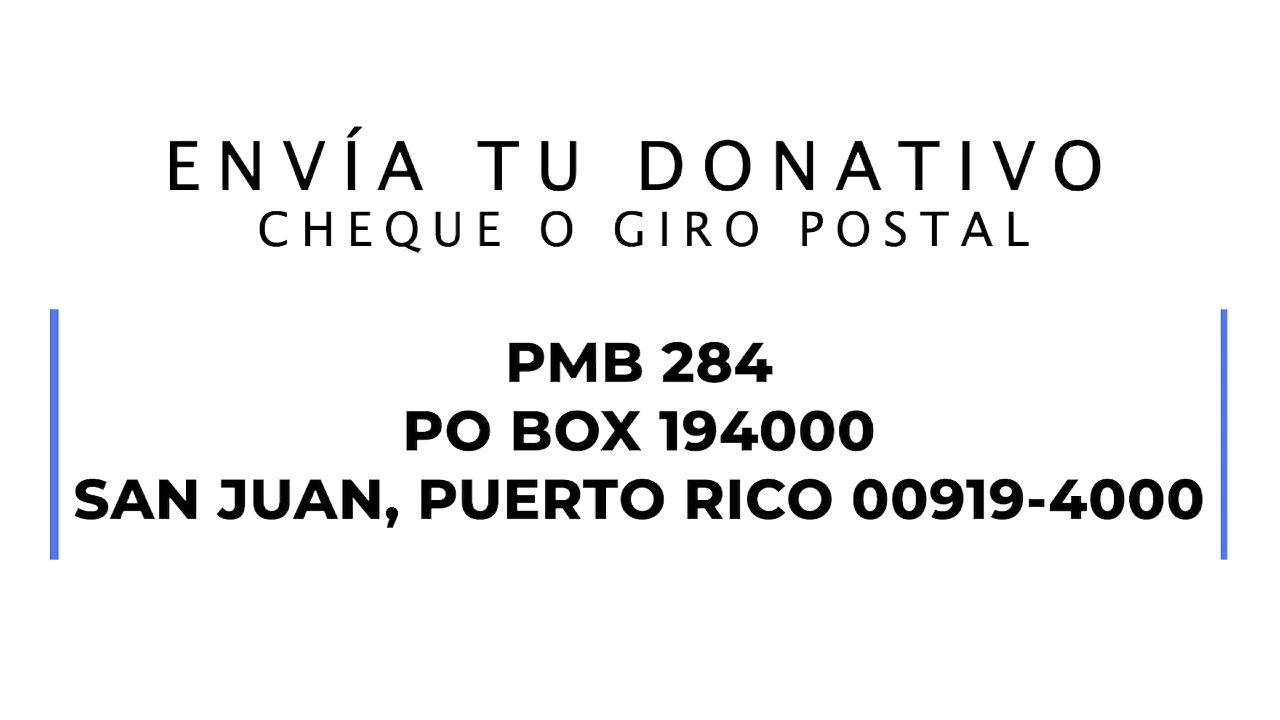 ENVÍA TU DONATIVO
CHEQUE O GIRO POSTAL
PMB 284
PO BOX 194000
SAN JUAN, PUERTO RICO 00919-4000